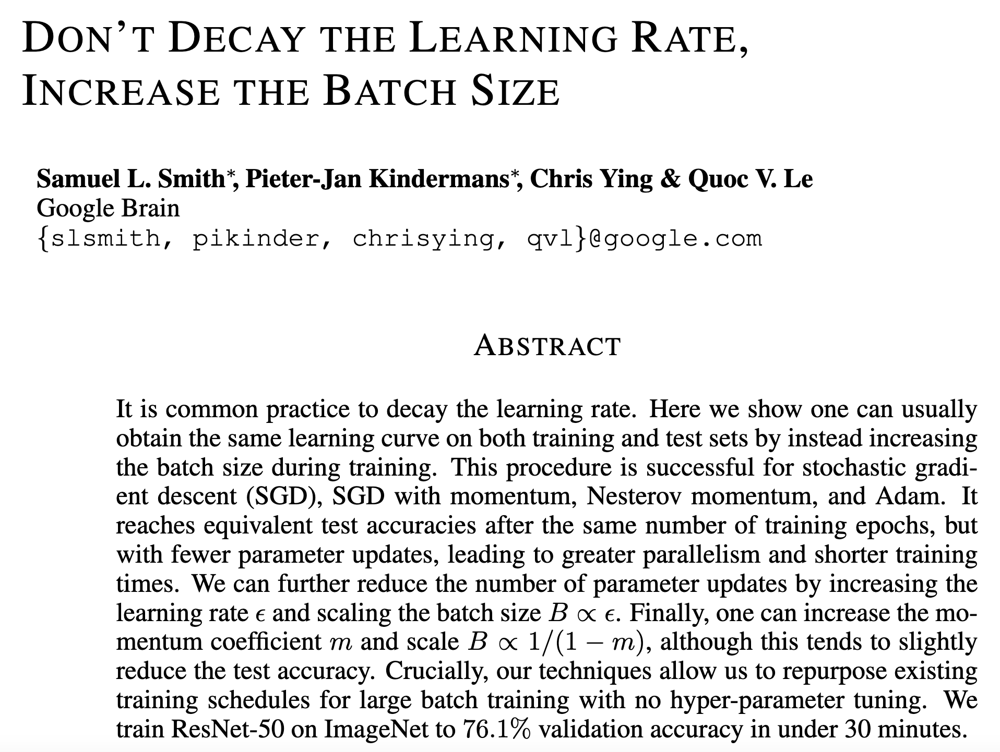 DON'T DECAY THE LEARNING RATE,
INCREASE THE BATCH SIZE
Samuel L. Smith*, Pieter-Jan Kindermans*, Chris Ying & Quoc V. Le
Google Brain
{slsmith, pikinder, chrisying, qvl}@google.com
ABSTRACT
It is common practice to decay the learning rate. Here we show one can usually
obtain the same learning curve on both training and test sets by instead increasing
the batch size during training. This procedure is successful for stochastic gradi-
ent descent (SGD), SGD with momentum, Nesterov momentum, and Adam. It
reaches equivalent test accuracies after the same number of training epochs, but
with fewer parameter updates, leading to greater parallelism and shorter training
times. We can further reduce the number of parameter updates by increasing the
learning rate ϵ and scaling the batch size B ∝ ϵ. Finally, one can increase the mo-
mentum coefficient m and scale B ∝ 1/(1 − m), although this tends to slightly
reduce the test accuracy. Crucially, our techniques allow us to repurpose existing
training schedules for large batch training with no hyper-parameter tuning. We
train ResNet-50 on ImageNet to 76.1% validation accuracy in under 30 minutes.